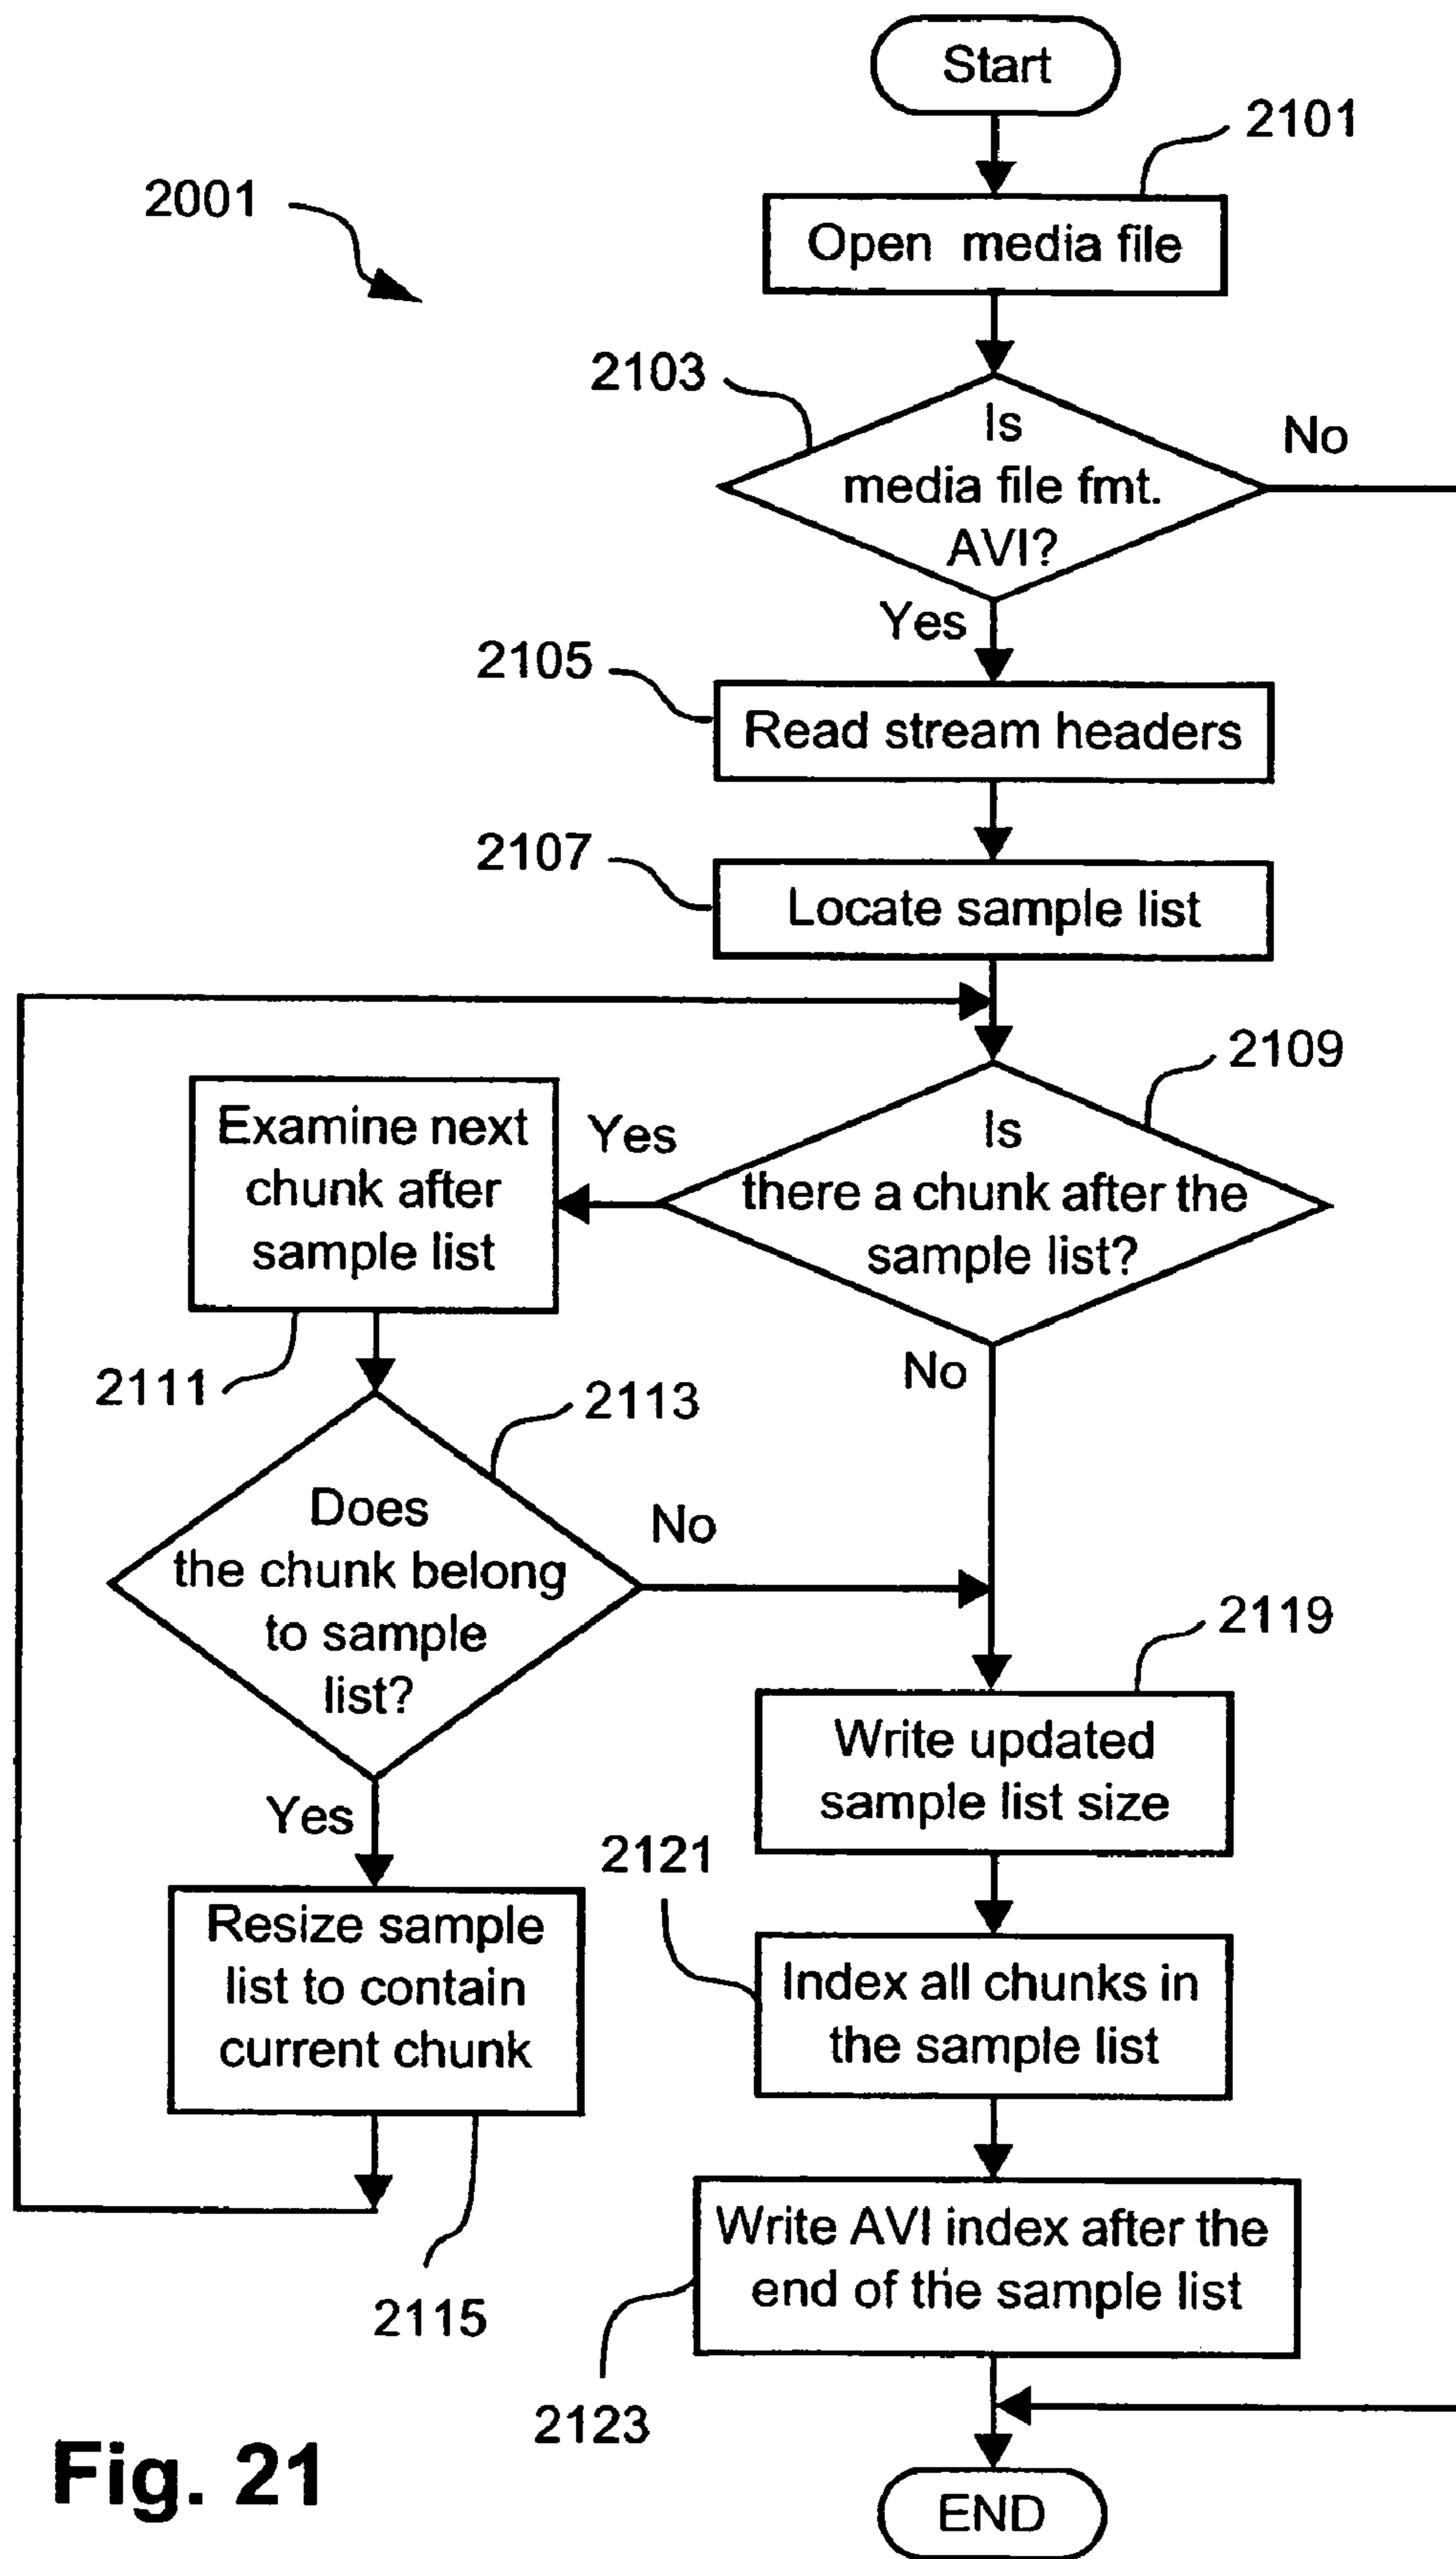 Start
2101
2001
Open media file
2103
Is
media file fmt.
AVI?
No
Yes
2105
Read stream headers
2107
Locate sample list
2109
Is
there a chunk after the
sample list?
Yes
Examine next
chunk after
sample list
No
2111
2113
Does
the chunk belong
to sample
list?
No
2119
Write updated
sample list size
Yes
2121
Resize sample
list to contain
current chunk
Index all chunks in
the sample list
2115
Write AVI index after the
end of the sample list
2123
Fig. 21
END